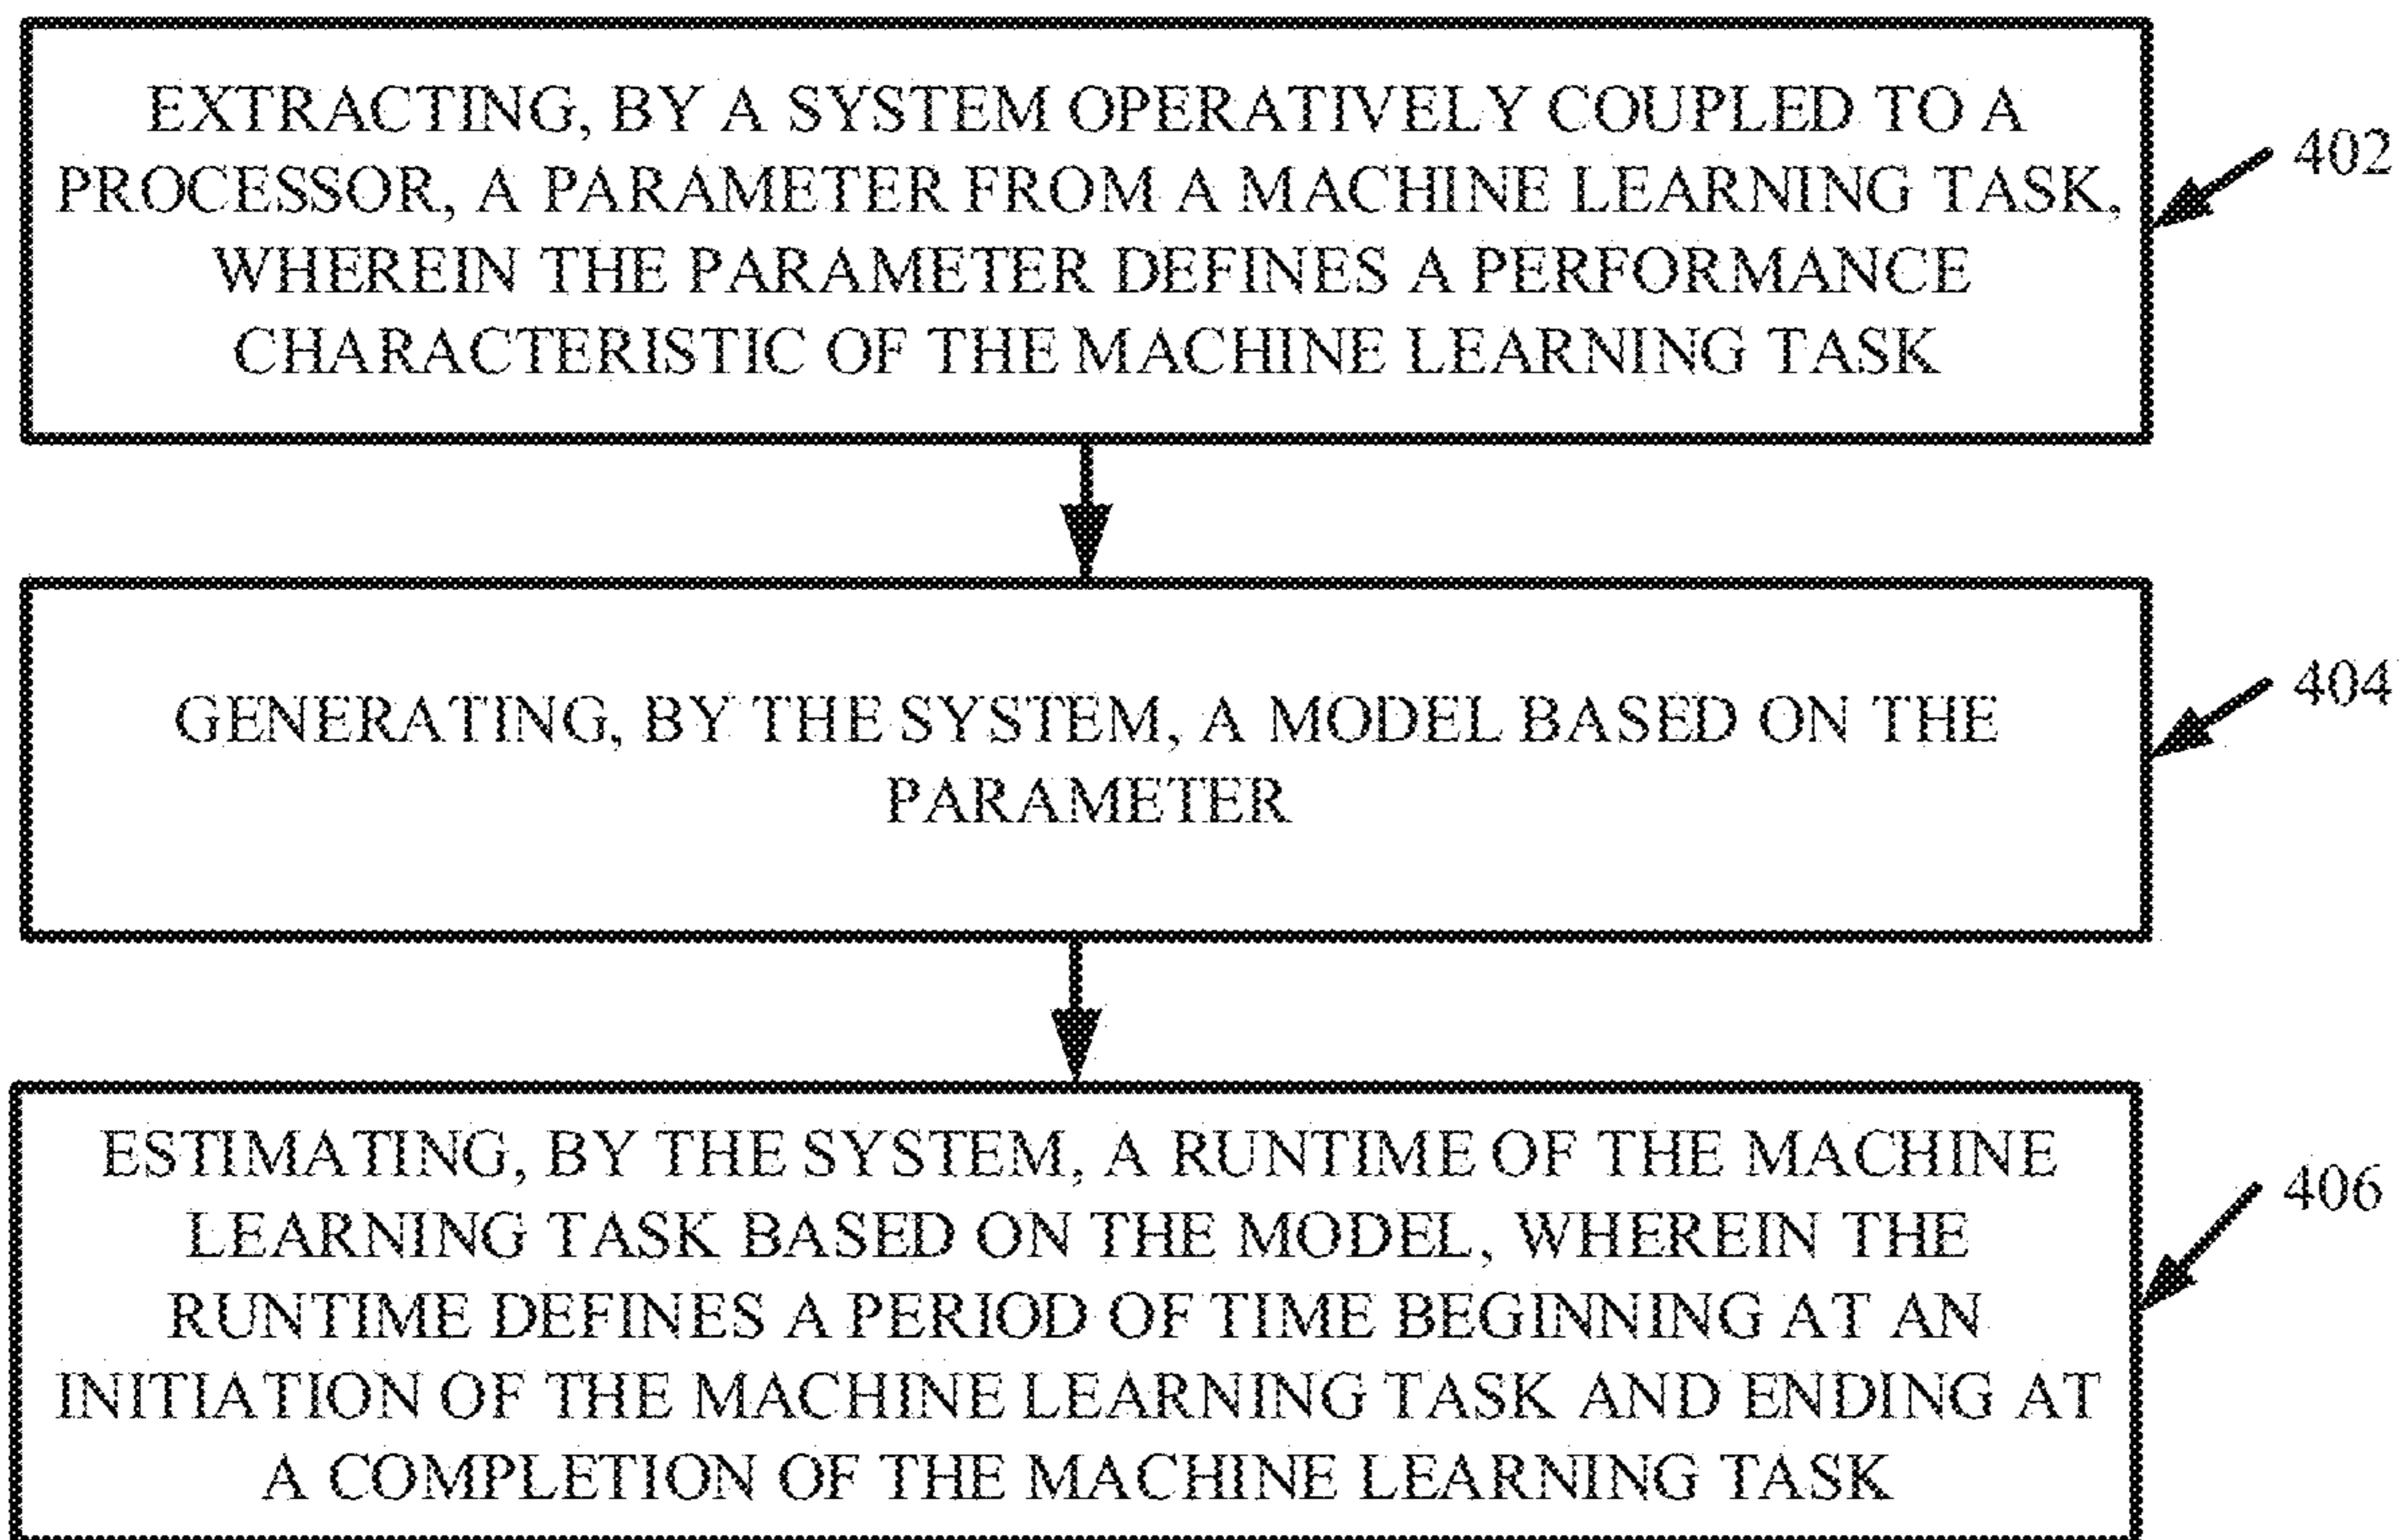 EXTRACTING, BY A SYSTEM OPERATIVELY COUPLED TO A
PROCESSOR, A PARAMETER FROM A MACHINE LEARNING TASK,
WHEREIN THE PARAMETER DEFINES A PERFORMANCE
CHARACTERISTIC OF THE MACHINE LEARNING TASK
402
GENERATING, BY THE SYSTEM, A MODEL BASED ON THE
PARAMETER
404
ESTIMATING, BY THE SYSTEM, A RUNTIME OF THE MACHINE
LEARNING TASK BASED ON THE MODEL, WHEREIN THE
RUNTIME DEFINES A PERIOD OF TIME BEGINNING AT AN
INITIATION OF THE MACHINE LEARNING TASK AND ENDING AT
A COMPLETION OF THE MACHINE LEARNING TASK
406